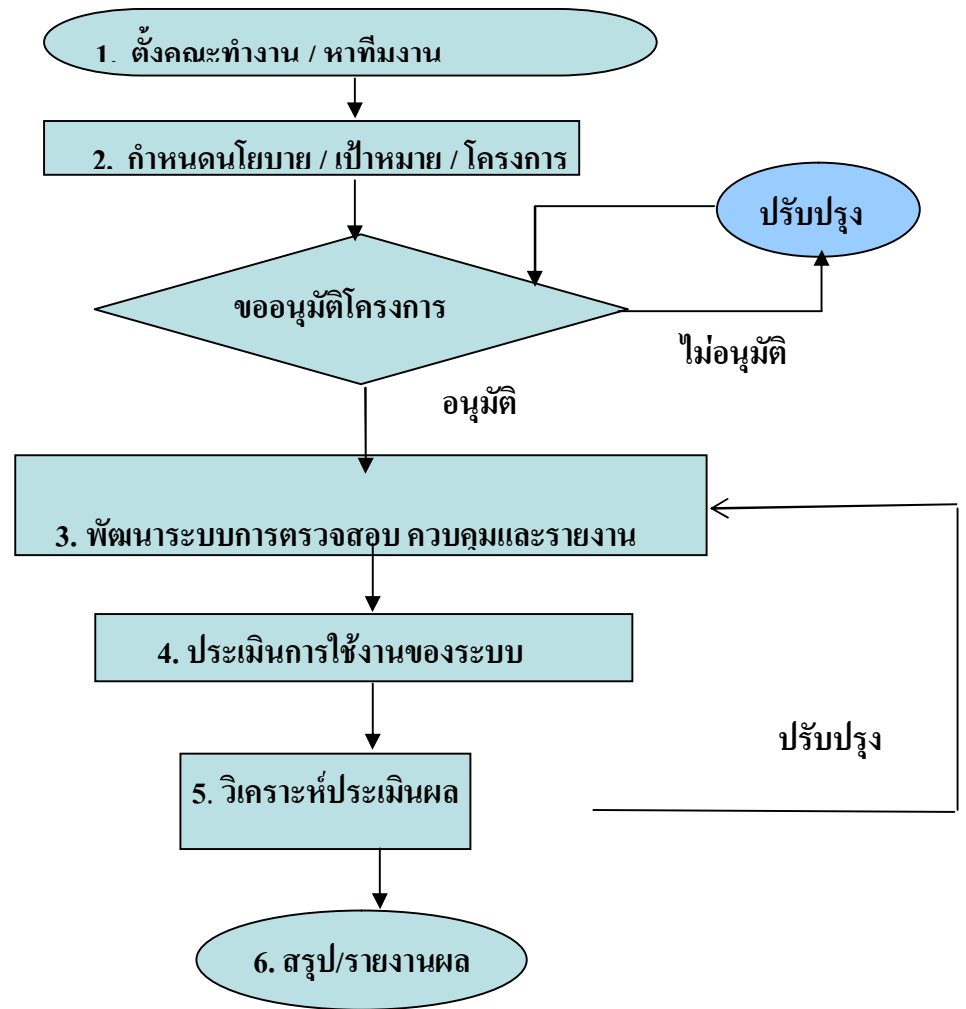 1. ตั้งคณะทำงาน / หาทีมงาน
2. กำหนดนโยบาย / เป้าหมาย / โครงการ
ปรับปรุง
ขออนุมัติโครงการ
ไม่อนุมัติ
อนุมัติ
3. พัฒนาระบบการตรวจสอบ ควบคุมและรายงาน
4. ประเมินการใช้งานของระบบ
ปรับปรุง
5. วิเคราะห์ประเมินผล
6. สรุป/รายงานผล